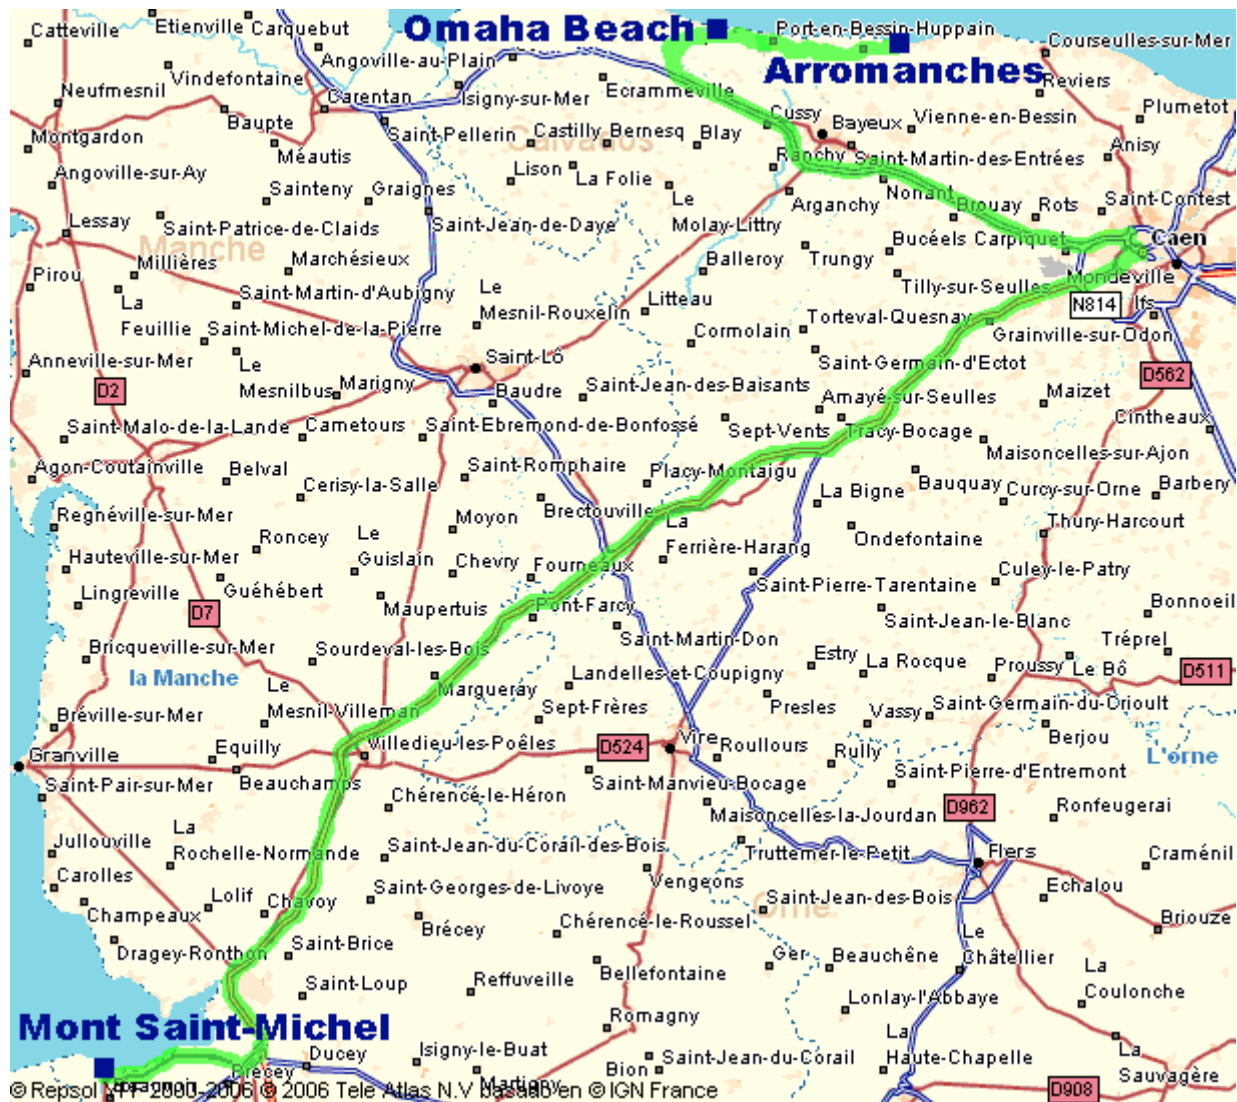 Catteville
Etienville
Carquebut
Omaha Beach
Port-en-Bessin-Huppain
Courseulles-sur-Mer
Angoville-au-Plain
Arromanches
Vindefontaine
Reviers
Neufmesnil
Carentan
Isigny-sur-Mer
Ecrammeville
Plumetot
Baupte
Cussy
Bayeux
Vienne-en-Bessin
Montgardon
Saint-Pellerin
Castilly
Bernesq
Blay
Calvados
Anisy
Méautis
Ranchy
Saint-Martin-des-Entrées
Angoville-sur-Ay
Lison
La Folie
Sainteny
Graignes
Le
Molay-Littry
Nonant
Arganchy
Brouay
Rots
Saint-Contest
Lessay
Saint-Patrice-de-Claids
Saint-Jean-de-Daye
Manche
Bucéels
Carpiquet
Caen
Pirou
Millières
Marchésieux
Balleroy
Trungy
Mondeville
Tilly-sur-Seulles
La
Feuillie
Saint-Martin-d'Aubigny
Le
Mesnil-Rouxelin
Litteau
N814
Ifs
Saint-Michel-de-la-Pierre
Cormolain
Torteval-Quesnay
Grainville-sur-Odon
Anneville-sur-Mer
Le
Mesnilbus
Saint-Lô
Saint-Germain-d'Ectot
D2
Marigny
Baudre
Saint-Jean-des-Baisants
Amayé-sur-Seulles
Maizet
D562
Cintheaux
Saint-Malo-de-la-Lande
Cametours
Saint-Ebremond-de-Bonfossé
Sept-Vents
Tracy-Bocage
Maisoncelles-sur-Ajon
Agon-Coutainville
Belval
Saint-Romphaire
Placy-Montaigu
Cerisy-la-Salle
La Bigne
Bauquay
Curcy-sur-Orne
Barbery
Regnéville-sur-Mer
Moyon
Brectouville
La
Ferrière-Harang
Thury-Harcourt
Roncey
Le
Guislain
Ondefontaine
Hauteville-sur-Mer
Chevry
Fourneaux
Culey-le-Patry
Guéhébert
Saint-Pierre-Tarentaine
Lingreville
D7
Maupertuis
Pont-Farcy
Saint-Jean-le-Blanc
Bonnoeil
Saint-Martin-Don
Tréprel
Bricqueville-sur-Mer
Sourdeval-les-Bois
Estry
La Rocque
Proussy
Le Bô
D511
la Manche
Le
Mesnil-Villeman
Margueray
Landelles-et-Coupigny
Presles
Saint-Germain-du-Crioult
Bréville-sur-Mer
Sept-Frères
Vassy
Berjou
Granville
Equilly
Villedieu-les-Poêles
D524
Vire
Roullours
Rully
L'orne
Beauchamps
Saint-Manvieu-Bocage
Saint-Pierre-d'Entremont
Saint-Pair-sur-Mer
Chérencé-le-Héron
Maisoncelles-la-Jourdan
D962
Ronfeugerai
La
Rochelle-Normande
Jullouville
Saint-Jean-du-Corail-des-Bois
Truttemer-le-Petit
Flers
Craménil
Carolles
Saint-Georges-de-Livoye
Vengeons
Saint-Jean-des-Bois
Orne
Echalou
Champeaux
Lolif
Chavoy
Brécey
Chérencé-le-Roussel
Briouze
Dragey-Ronthon
Saint-Brice
Le
Châtellier
Saint-Loup
Reffuveille
Bellefontaine
Ger
Beauchêne
La
Coulonche
Mont Saint-Michel
Romagny
Lonlay-l'Abbaye
Ducey
Isigny-le-Buat
Saint-Jean-du-Corail
La
Haute-Chapelle
La
Sauvagère
Précey
Bion
Martigny
D908
© Repsol YPF 2000-2006 © 2006 Tele Atlas N.V basado en © IGN France